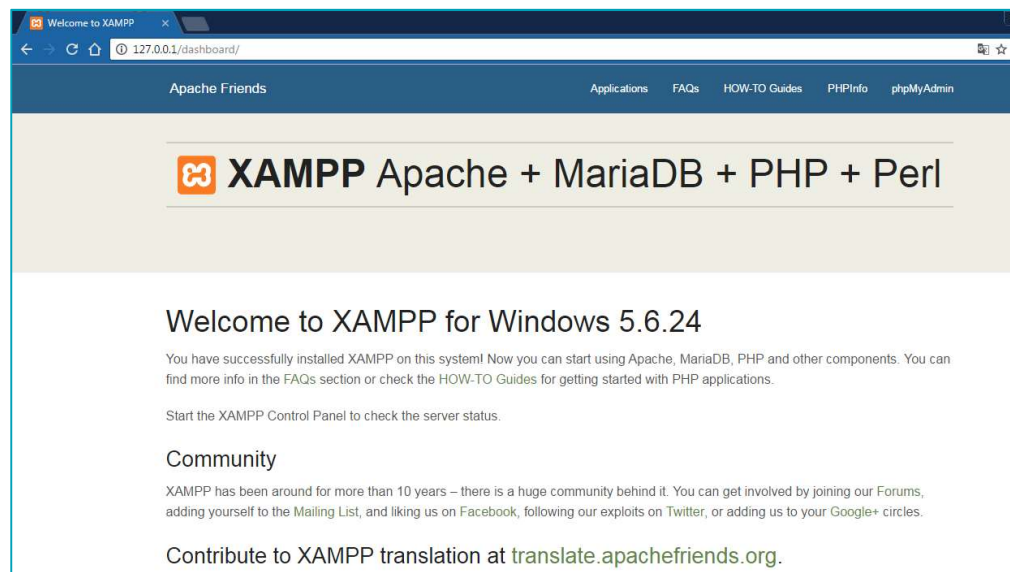 Welcome to XAMPP
127.0.0.1/dashboard/
Apache Friends
Applications FAQs HOW-TO Guides PHPInfo phpMyAdmin
XAMPP Apache + MariaDB + PHP + Perl
Welcome to XAMPP for Windows 5.6.24
You have successfully installed XAMPP on this system! Now you can start using Apache, MariaDB, PHP and other components. You can
find more info in the FAQs section or check the HOW-TO Guides for getting started with PHP applications.
Start the XAMPP Control Panel to check the server status.
Community
XAMPP has been around for more than 10 years – there is a huge community behind it. You can get involved by joining our Forums,
adding yourself to the Mailing List, and liking us on Facebook, following our exploits on Twitter, or adding us to your Google+ circles.
Contribute to XAMPP translation at translate.apachefriends.org.